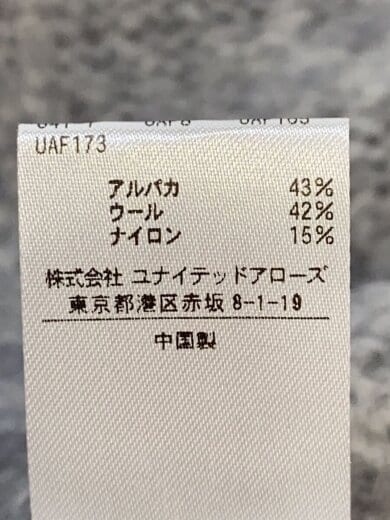 UAF173
アルパカ 43%
ウール 42%
ナイロン 15%
株式会社 ユナイテッドアローズ
東京都港区赤坂 8-1-19
中国製